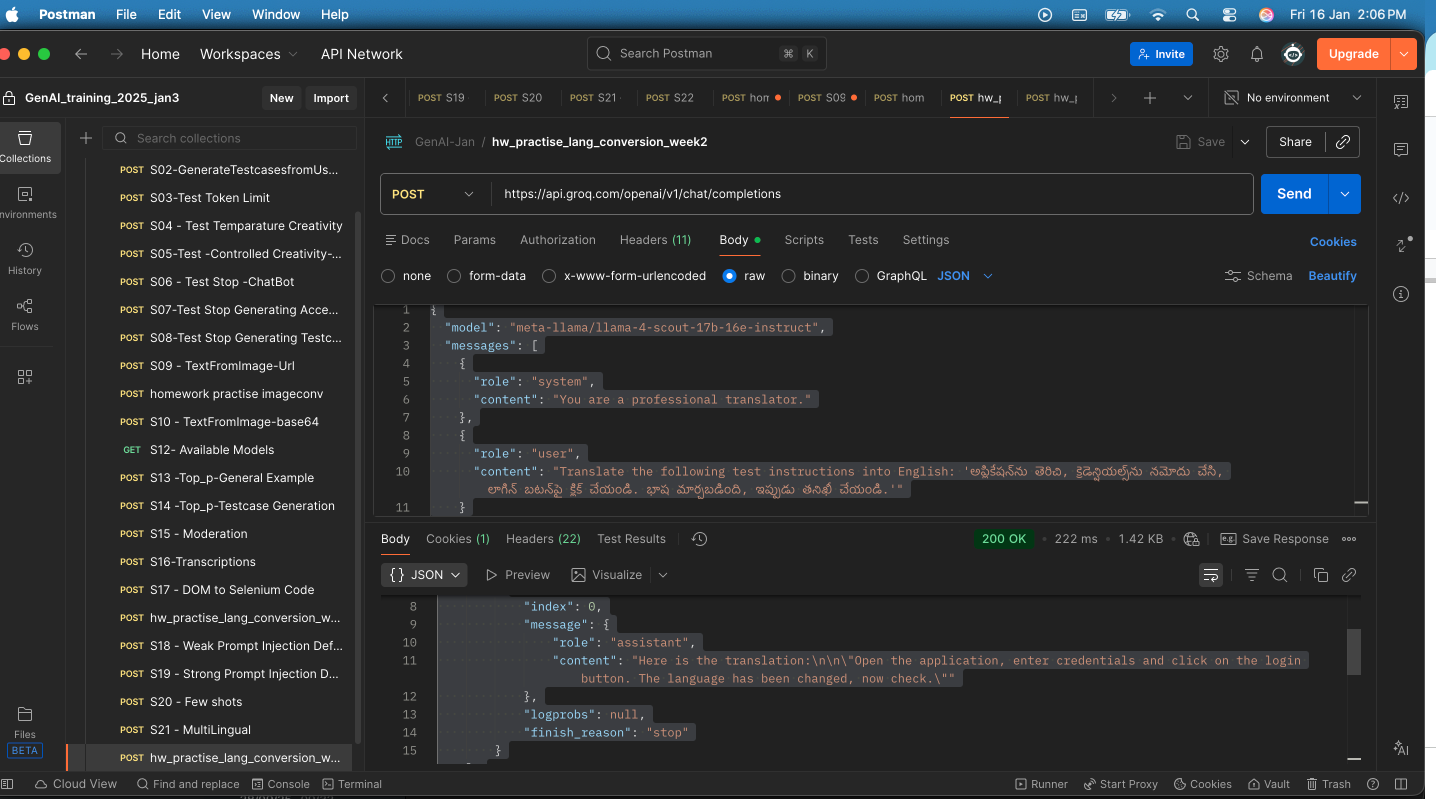 Postman File Edit View Window Help Fri 16 Jan 2:06 PM
Home Workspaces API Network Search Postman ⌘ K Invite Upgrade
GenAI_training_2025_jan3 New Import
POST S19 POST S20 POST S21 POST S22 POST hom POST S09 POST hom POST hw_p POST hw_p No environment
Collections
Environments
History
Flows
Files
BETA
Search collections
POST S02-GenerateTestcasesfromUs...
POST S03-Test Token Limit
POST S04 - Test Temparature Creativity
POST S05-Test -Controlled Creativity-...
POST S06 - Test Stop -ChatBot
POST S07-Test Stop Generating Acce...
POST S08-Test Stop Generating Testc...
POST S09 - TextFromImage-Url
POST homework practise imageconv
POST S10 - TextFromImage-base64
GET S12- Available Models
POST S13 -Top_p-General Example
POST S14 -Top_p-Testcase Generation
POST S15 - Moderation
POST S16-Transcriptions
POST S17 - DOM to Selenium Code
POST hw_practise_lang_conversion_w...
POST S18 - Weak Prompt Injection Def...
POST S19 - Strong Prompt Injection D...
POST S20 - Few shots
POST S21 - MultiLingual
POST hw_practise_lang_conversion_w...
HTTP GenAI-Jan / hw_practise_lang_conversion_week2 Save Share
POST https://api.groq.com/openai/v1/chat/completions Send
Docs Params Authorization Headers (11) Body Scripts Tests Settings Cookies
none form-data x-www-form-urlencoded raw binary GraphQL JSON Schema Beautify
1 {
2 "model": "meta-llama/llama-4-scout-17b-16e-instruct",
3 "messages": [
4 {
5 "role": "system",
6 "content": "You are a professional translator."
7 },
8 {
9 "role": "user",
10 "content": "Translate the following test instructions into English: 'అప్లికేషన్‌ను తెరిచి, క్రెడెన్షియల్స్‌ను నమోదు చేసి,
లాగిన్ బటన్‌పై క్లిక్ చేయండి. భాష మార్చబడింది, ఇప్పుడు తనిఖీ చేయండి.'"
11 }
Body Cookies (1) Headers (22) Test Results 200 OK 222 ms 1.42 KB e.g. Save Response
{} JSON Preview Visualize
8 "index": 0,
9 "message": {
10 "role": "assistant",
11 "content": "Here is the translation:\n\n\"Open the application, enter credentials and click on the login
button. The language has been changed, now check.\""
12 },
13 "logprobs": null,
14 "finish_reason": "stop"
15 }
AI
Cloud View Find and replace Console Terminal Runner Start Proxy Cookies Vault Trash